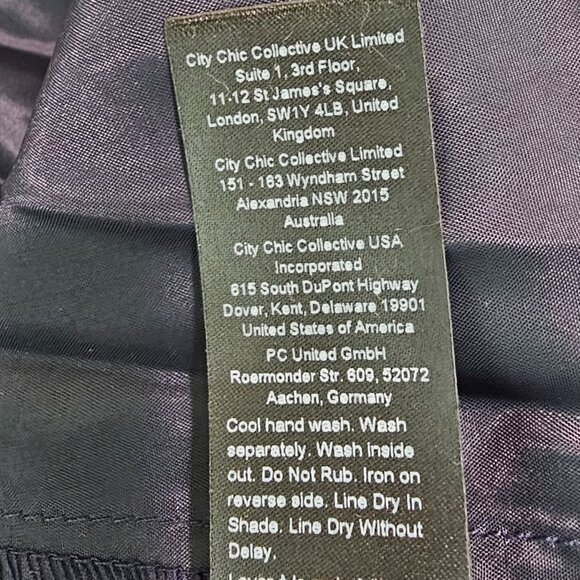 City Chic Collective UK Limited
Suite 1, 3rd Floor,
11-12 St James's Square,
London, SW1Y 4LB, United
Kingdom
City Chic Collective Limited
151 - 163 Wyndham Street
Alexandria NSW 2015
Australia
City Chic Collective USA
Incorporated
615 South DuPont Highway
Dover, Kent, Delaware 19901
United States of America
PC United GmbH
Roermonder Str. 609, 52072
Aachen, Germany
Cool hand wash. Wash
separately. Wash inside
out. Do Not Rub. Iron on
reverse side. Line Dry In
Shade. Line Dry Without
Delay.